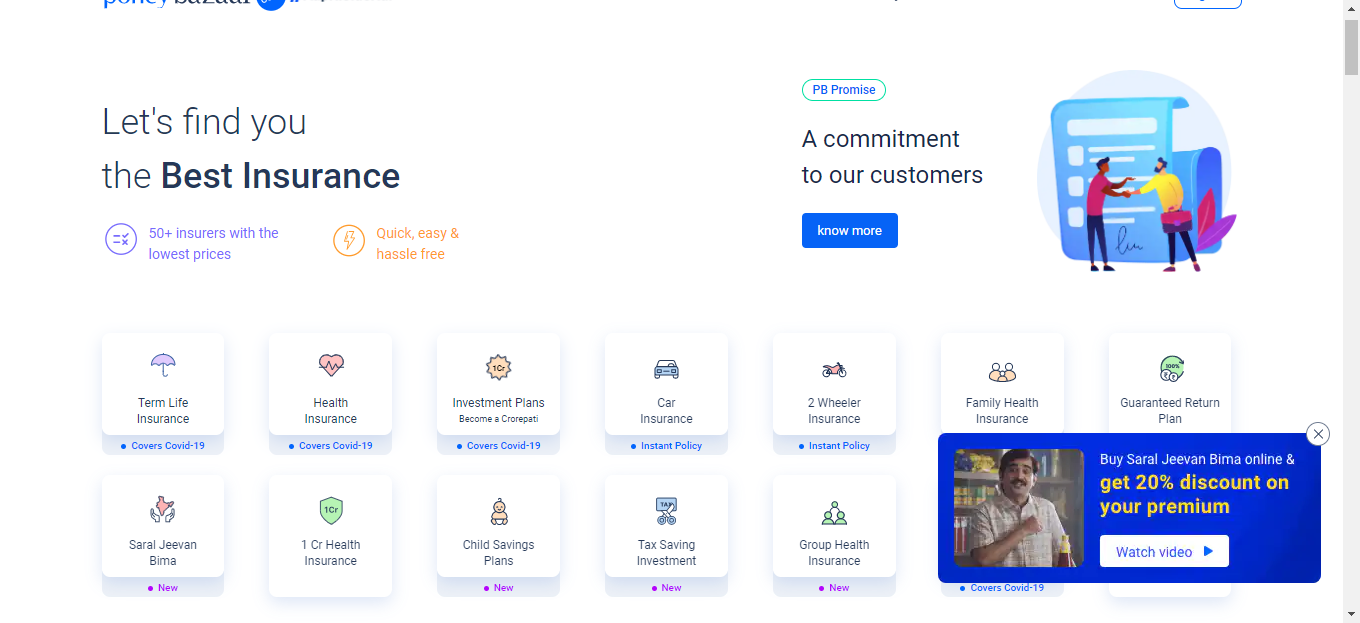 policybazaar
PB Promise
Let's find you
the Best Insurance
A commitment
to our customers
know more
50+ insurers with the
lowest prices
Quick, easy &
hassle free
1Cr
100%
Term Life
Insurance
Health
Insurance
Investment Plans
Become a Crorepati
Car
Insurance
2 Wheeler
Insurance
Family Health
Insurance
Guaranteed Return
Plan
Covers Covid-19
Covers Covid-19
Covers Covid-19
Instant Policy
Instant Policy
Buy Saral Jeevan Bima online &
get 20% discount on
your premium
Watch video
1Cr
TAX
Saral Jeevan
Bima
1 Cr Health
Insurance
Child Savings
Plans
Tax Saving
Investment
Group Health
Insurance
New
New
New
New
Covers Covid-19